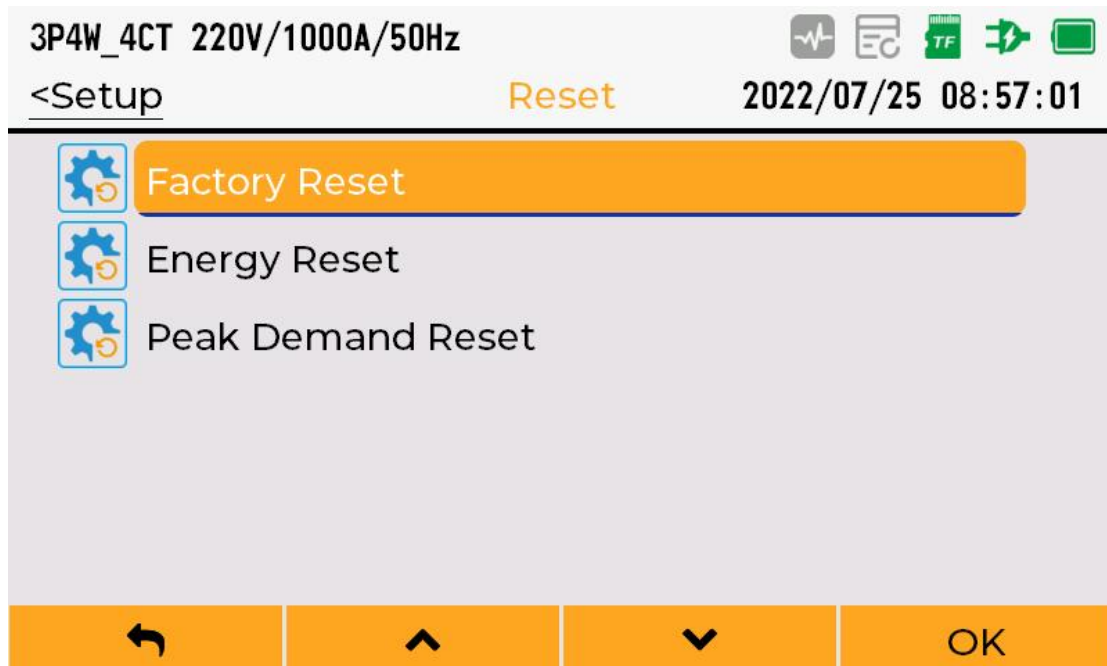 3P4W_4CT 220V/1000A/50Hz TF
<Setup Reset 2022/07/25 08:57:01
Factory Reset
Energy Reset
Peak Demand Reset
OK